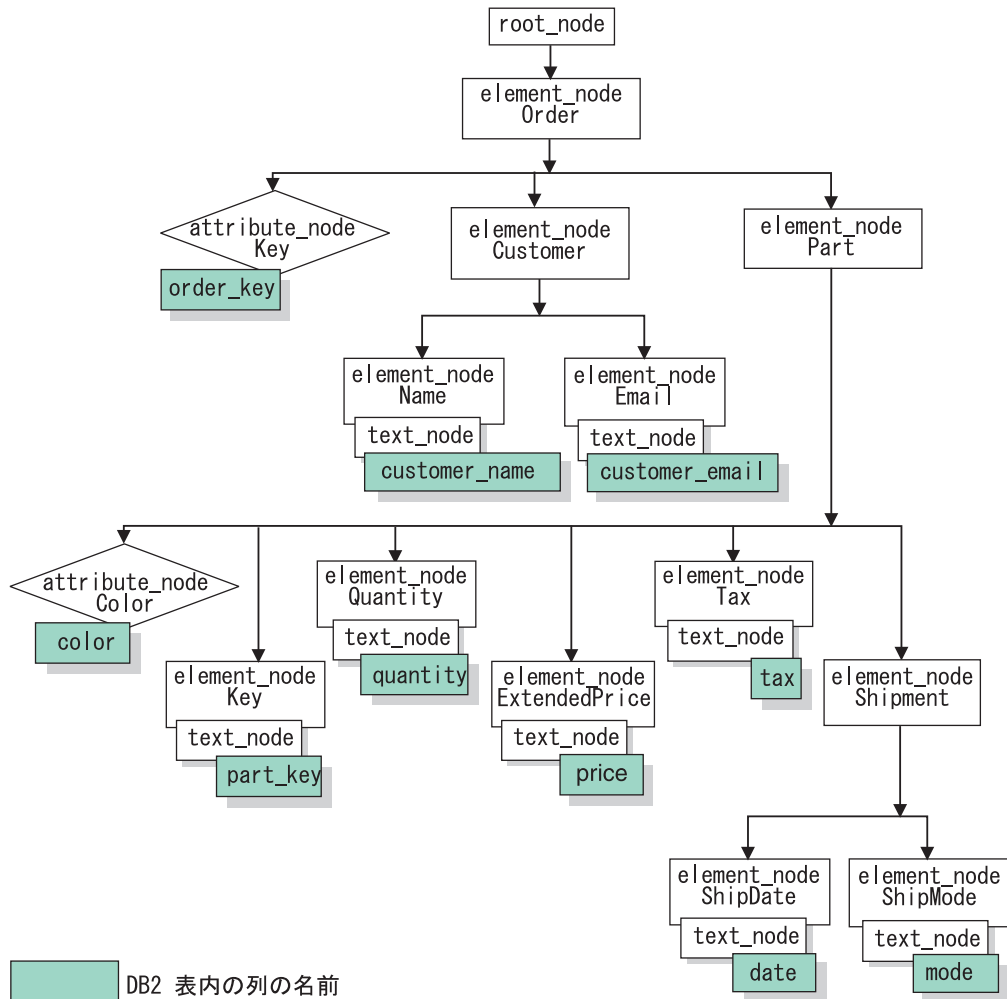 root_node
element_node
Order
attribute_node
Key
order_key
element_node
Customer
element_node
Part
element_node
Name
text_node
customer_name
element_node
Email
text_node
customer_email
attribute_node
Color
color
element_node
Key
text_node
part_key
element_node
Quantity
text_node
quantity
element_node
ExtendedPrice
text_node
price
element_node
Tax
text_node
tax
element_node
Shipment
element_node
ShipDate
text_node
date
element_node
ShipMode
text_node
mode
DB2 表内の列の名前